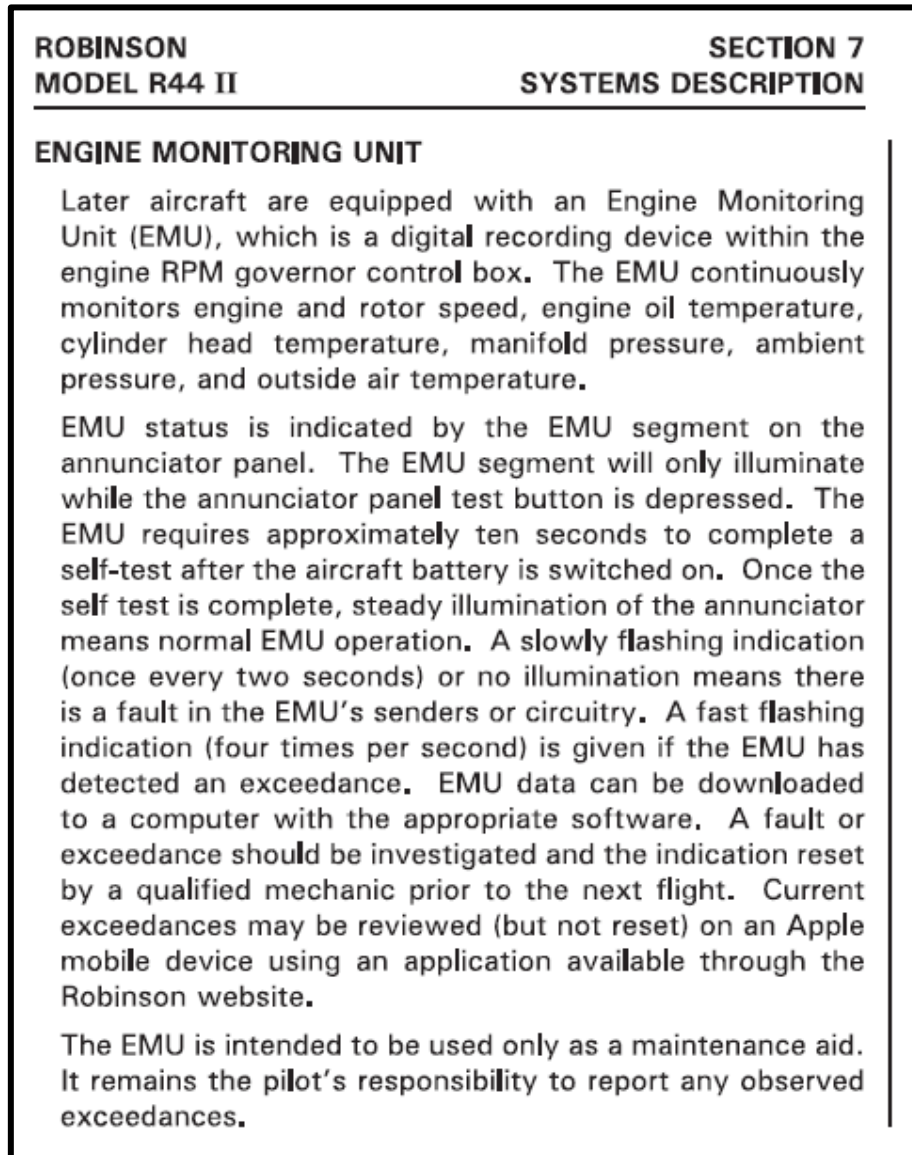 ROBINSON
MODEL R44 II
SECTION 7
SYSTEMS DESCRIPTION
ENGINE MONITORING UNIT
Later aircraft are equipped with an Engine Monitoring
Unit (EMU), which is a digital recording device within the
engine RPM governor control box. The EMU continuously
monitors engine and rotor speed, engine oil temperature,
cylinder head temperature, manifold pressure, ambient
pressure, and outside air temperature.
EMU status is indicated by the EMU segment on the
annunciator panel. The EMU segment will only illuminate
while the annunciator panel test button is depressed. The
EMU requires approximately ten seconds to complete a
self-test after the aircraft battery is switched on. Once the
self test is complete, steady illumination of the annunciator
means normal EMU operation. A slowly flashing indication
(once every two seconds) or no illumination means there
is a fault in the EMU's senders or circuitry. A fast flashing
indication (four times per second) is given if the EMU has
detected an exceedance. EMU data can be downloaded
to a computer with the appropriate software. A fault or
exceedance should be investigated and the indication reset
by a qualified mechanic prior to the next flight. Current
exceedances may be reviewed (but not reset) on an Apple
mobile device using an application available through the
Robinson website.
The EMU is intended to be used only as a maintenance aid.
It remains the pilot's responsibility to report any observed
exceedances.